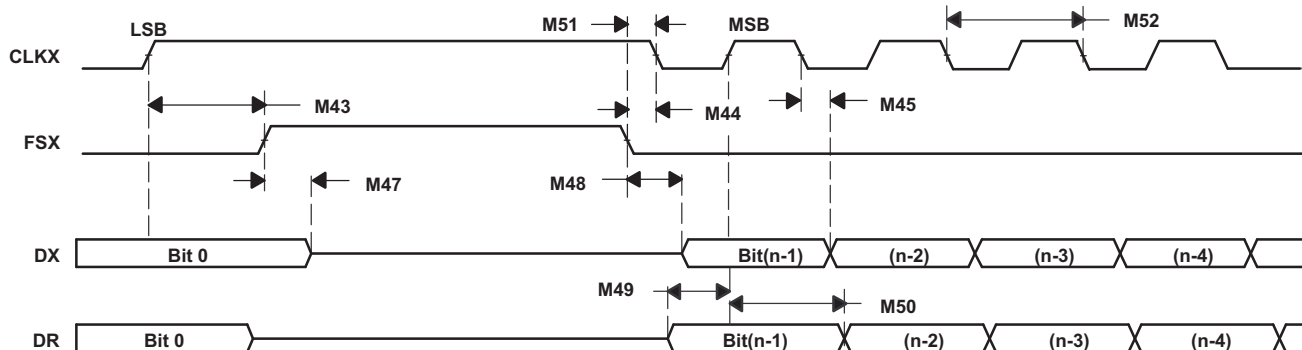 LSB M51 MSB M52
CLKX
M43 M44 M45
FSX
M47 M48
DX Bit 0 Bit(n-1) (n-2) (n-3) (n-4)
M49 M50
DR Bit 0 Bit(n-1) (n-2) (n-3) (n-4)